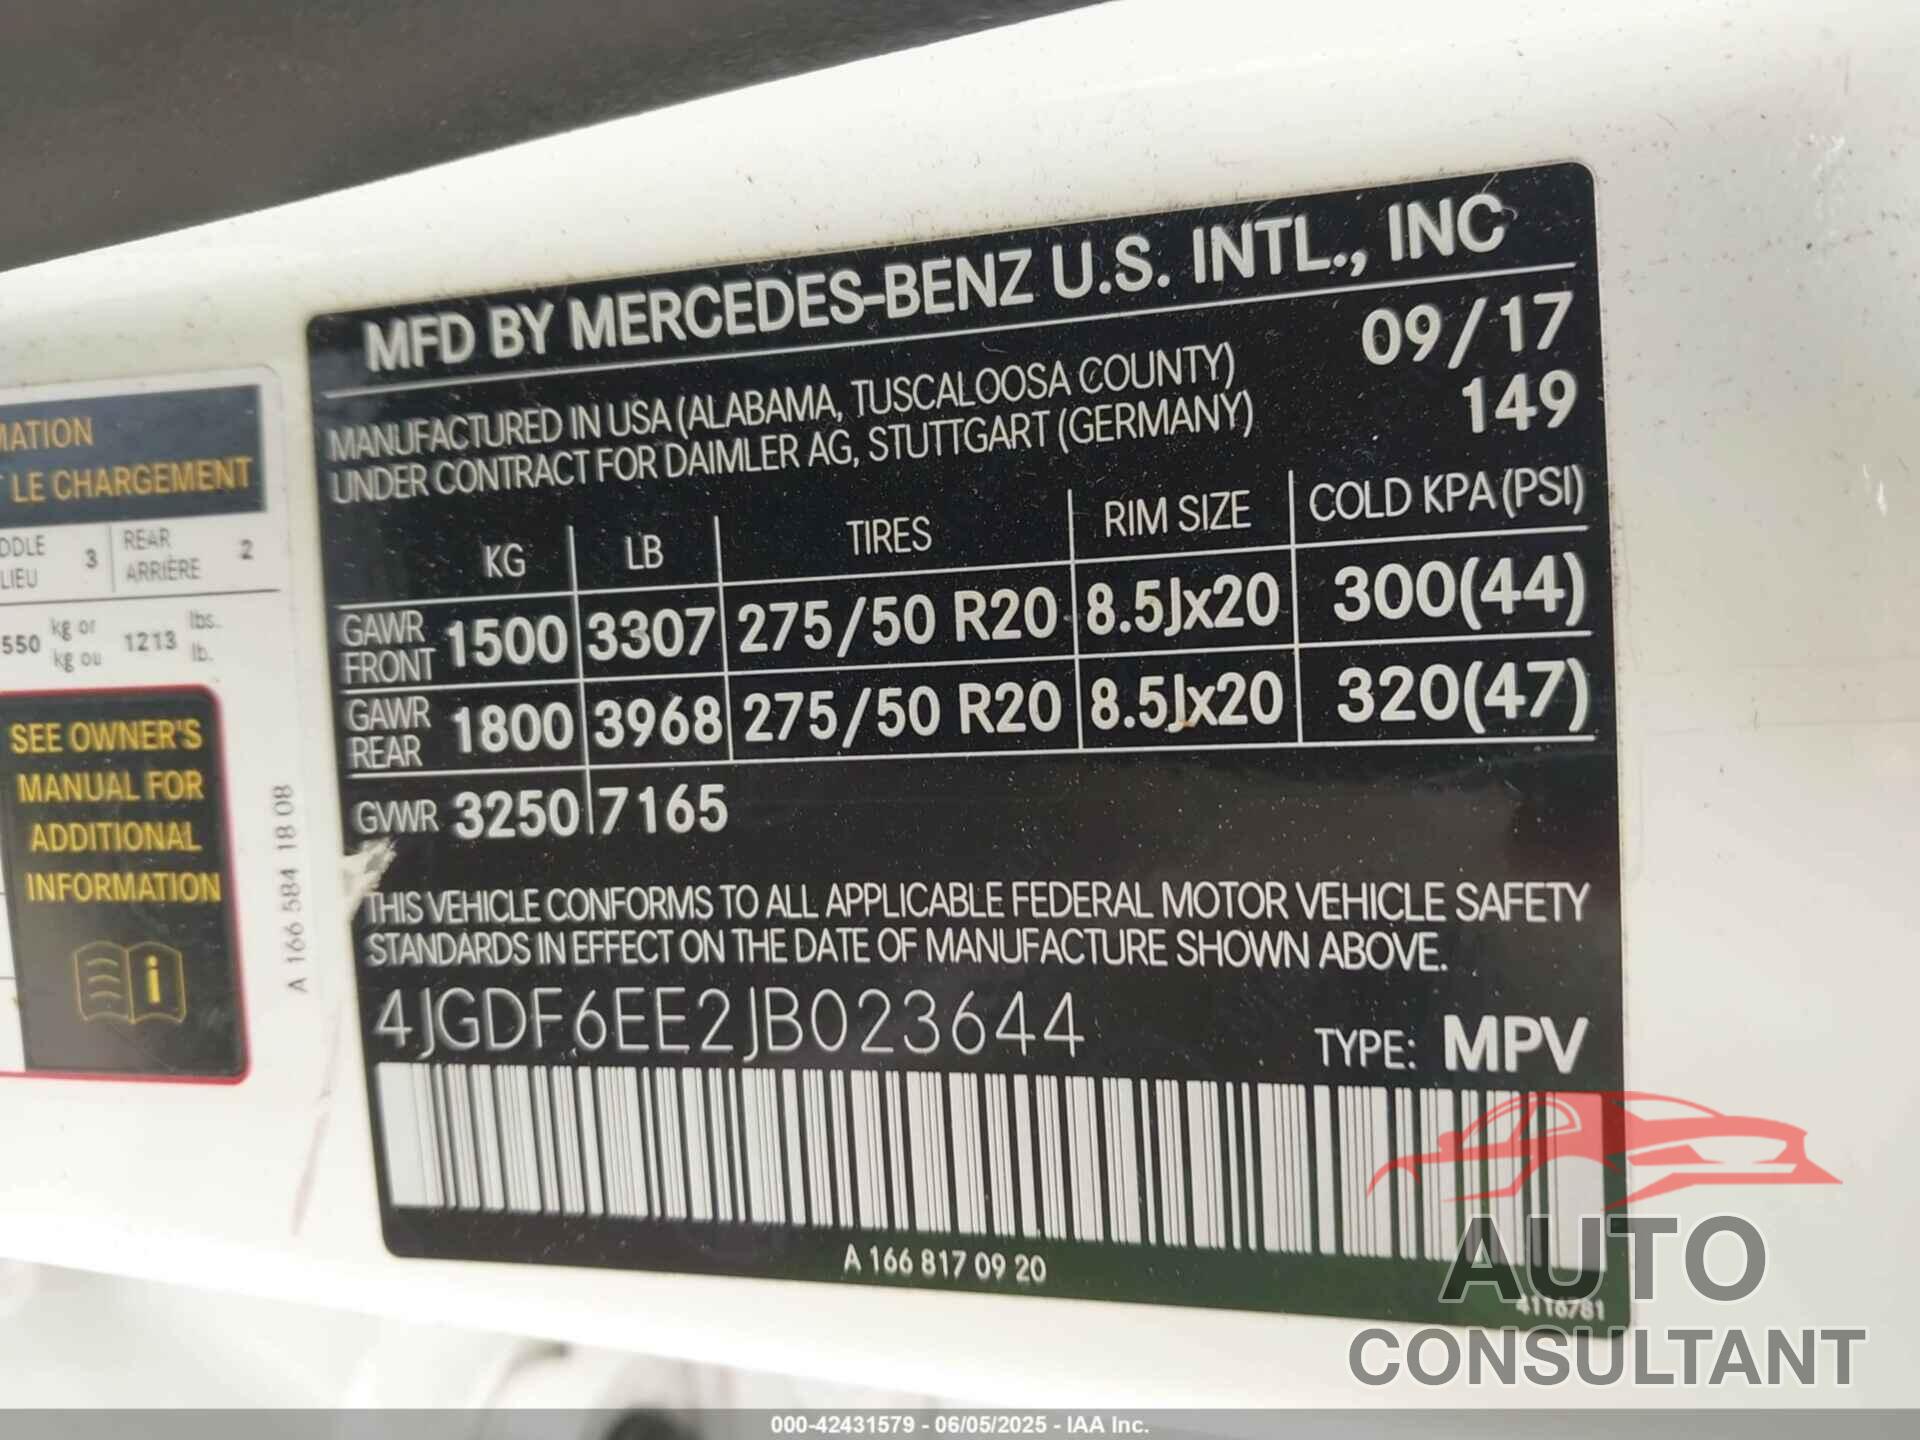 MATION
LE CHARGEMENT
REAR
ARRIÈRE 2
DDLE
LIEU 3
550 kg or
kg ou 1213 lbs.
lb.
SEE OWNER'S
MANUAL FOR
ADDITIONAL
INFORMATION
i
A 166 584 18 08
MFD BY MERCEDES-BENZ U.S. INTL., INC
09/17
MANUFACTURED IN USA (ALABAMA, TUSCALOOSA COUNTY)
149
UNDER CONTRACT FOR DAIMLER AG, STUTTGART (GERMANY)
KG LB TIRES RIM SIZE COLD KPA (PSI)
GAWR
FRONT 1500 3307 275/50 R20 8.5Jx20 300(44)
GAWR
REAR 1800 3968 275/50 R20 8.5Jx20 320(47)
GVWR 3250 7165
THIS VEHICLE CONFORMS TO ALL APPLICABLE FEDERAL MOTOR VEHICLE SAFETY
STANDARDS IN EFFECT ON THE DATE OF MANUFACTURE SHOWN ABOVE.
4JGDF6EE2JB023644 TYPE: MPV
A 166 817 09 20
4116781
AUTO
CONSULTANT
000-42431579 - 06/05/2025 - IAA Inc.